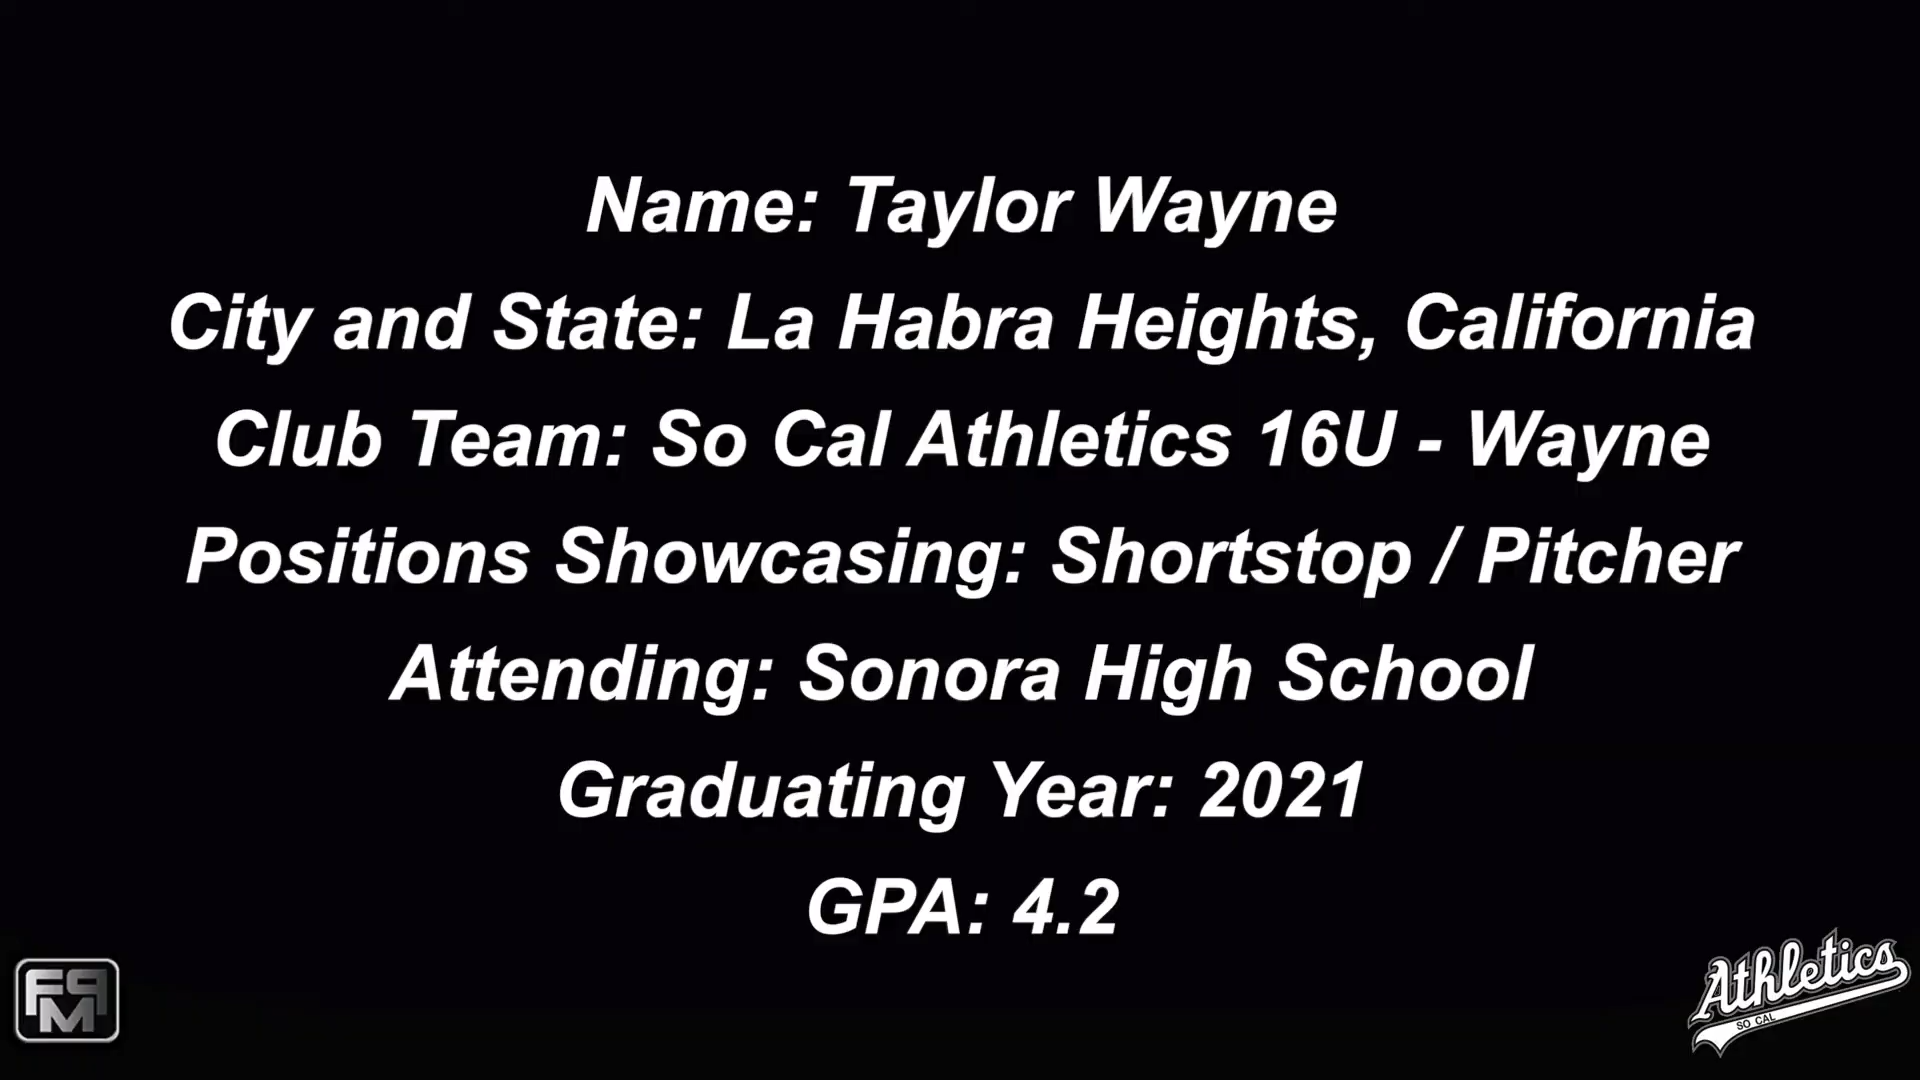 Name: Taylor Wayne
City and State: La Habra Heights, California
Club Team: So Cal Athletics 16U - Wayne
Positions Showcasing: Shortstop / Pitcher
Attending: Sonora High School
Graduating Year: 2021
GPA: 4.2
FPM
Athletics
SO CAL